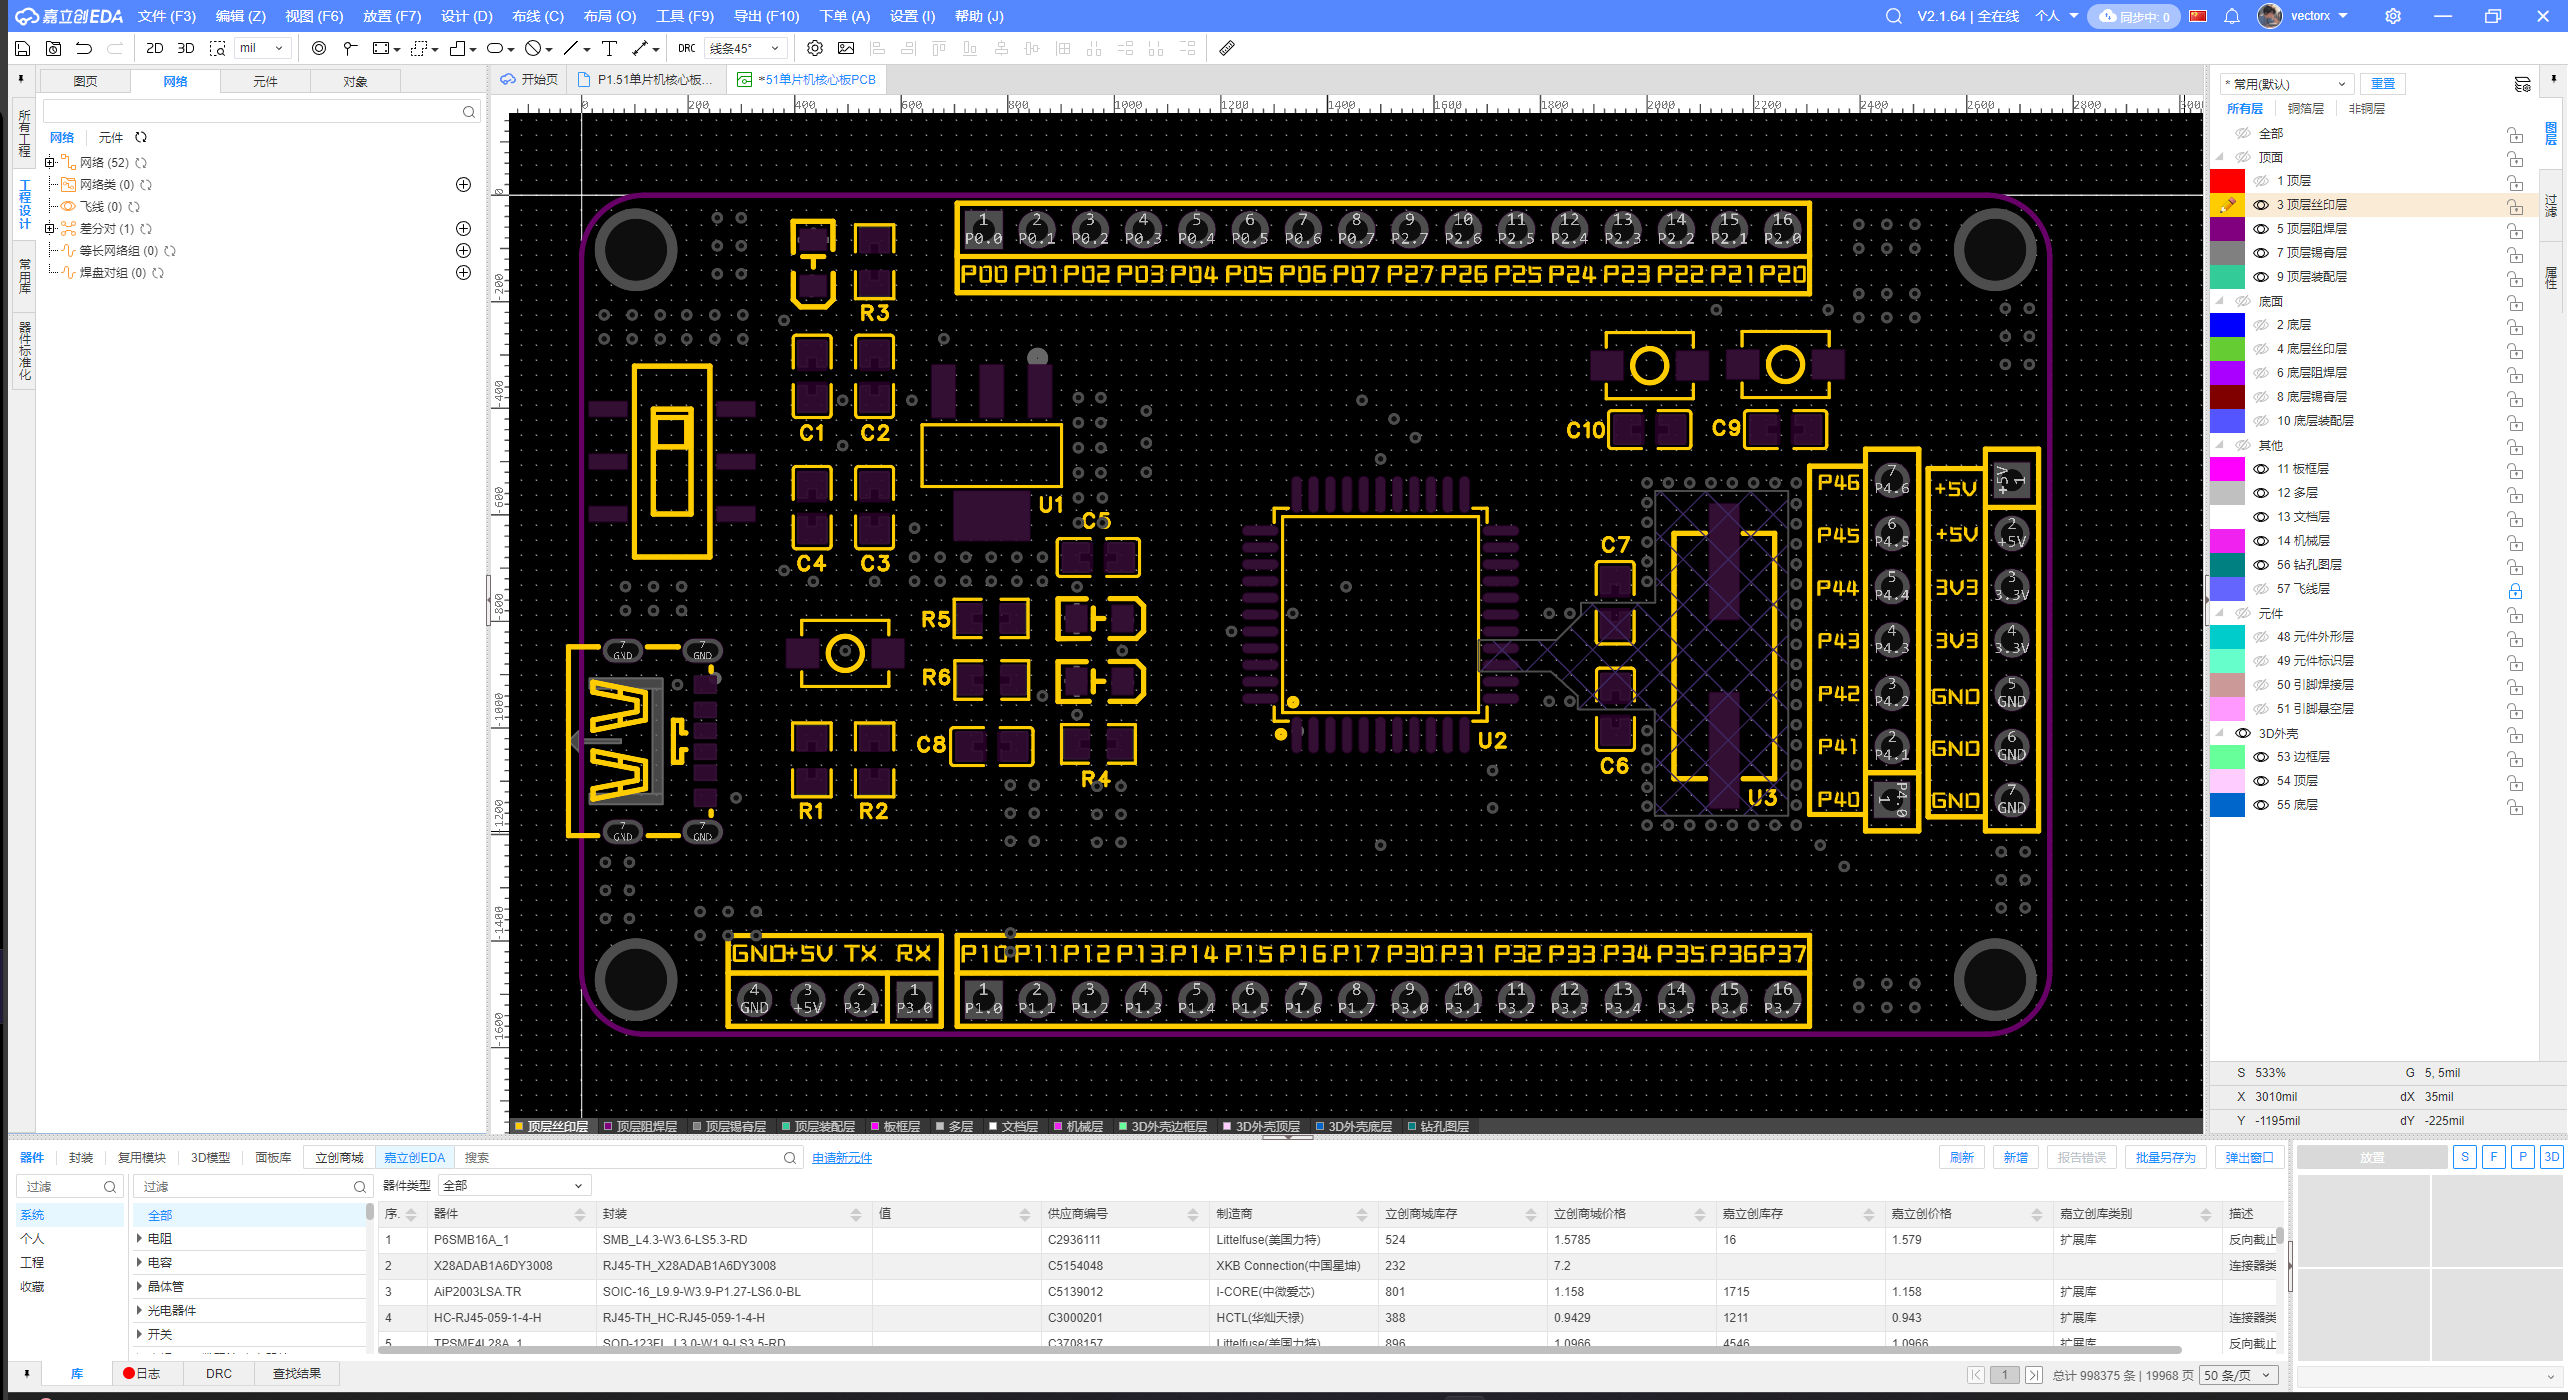 嘉立创EDA 文件 (F3) 编辑 (Z) 视图 (F6) 放置 (F7) 设计 (D) 布线 (C) 布局 (O) 工具 (F9) 导出 (F10) 下单 (A) 设置 (I) 帮助 (J) V2.1.64 | 全在线 个人 同步中: 0 vectorx
2D 3D mil DRC 线条45°
图页 网络 元件 对象
开始页 P1.51单片机核心板... *51单片机核心板PCB
* 常用(默认) 重置
所有层 铜箔层 非铜层
所有工程
工程设计
常用库
器件标准化
网络 元件
网络 (52)
网络类 (0)
飞线 (0)
差分对 (1)
等长网络组 (0)
焊盘对组 (0)
0 200 400 600 800 1000 1200 1400 1600 1800 2000 2200 2400 2600 2800
0
-200
-400
-600
-800
-1000
-1200
-1400
-1600
1 2 3 4 5 6 7 8 9 10 11 12 13 14 15 16
P0.0 P0.1 P0.2 P0.3 P0.4 P0.5 P0.6 P0.7 P2.7 P2.6 P2.5 P2.4 P2.3 P2.2 P2.1 P2.0
P00 P01 P02 P03 P04 P05 P06 P07 P27 P26 P25 P24 P23 P22 P21 P20
R3
C1 C2
C10 C9
U1
C5
C4 C3
C7
R5
R6
C8
R4
R1 R2
U2
C6
U3
7 GND
7 GND
7 GND
7 GND
P46 7 P4.6 +5V +5V 1
P45 6 P4.5 +5V 2 +5V
P44 5 P4.4 3V3 3 3.3V
P43 4 P4.3 3V3 4 3.3V
P42 3 P4.2 GND 5 GND
P41 2 P4.1 GND 6 GND
P40 1 P4.0 GND 7 GND
GND +5V TX RX
4 3 2 1
GND +5V P3.1 P3.0
P10 P11 P12 P13 P14 P15 P16 P17 P30 P31 P32 P33 P34 P35 P36 P37
1 2 3 4 5 6 7 8 9 10 11 12 13 14 15 16
P1.0 P1.1 P1.2 P1.3 P1.4 P1.5 P1.6 P1.7 P3.0 P3.1 P3.2 P3.3 P3.4 P3.5 P3.6 P3.7
顶层丝印层 顶层阻焊层 顶层锡膏层 顶层装配层 板框层 多层 文档层 机械层 3D外壳边框层 3D外壳顶层 3D外壳底层 钻孔图层
全部
顶面
1 顶层
3 顶层丝印层
5 顶层阻焊层
7 顶层锡膏层
9 顶层装配层
底面
2 底层
4 底层丝印层
6 底层阻焊层
8 底层锡膏层
10 底层装配层
其他
11 板框层
12 多层
13 文档层
14 机械层
56 钻孔图层
57 飞线层
元件
48 元件外形层
49 元件标识层
50 引脚焊接层
51 引脚悬空层
3D外壳
53 边框层
54 顶层
55 底层
图层
过滤
属性
S 533% G 5, 5mil
X 3010mil dX 35mil
Y -1195mil dY -225mil
器件 封装 复用模块 3D模型 面板库 立创商城 嘉立创EDA 搜索 申请新元件 刷新 新增 报告错误 批量另存为 弹出窗口 放置 S F P 3D
过滤 过滤 器件类型 全部
系统
个人
工程
收藏
全部
电阻
电容
晶体管
光电器件
开关
序. 器件 封装 值 供应商编号 制造商 立创商城库存 立创商城价格 嘉立创库存 嘉立创价格 嘉立创库类别 描述
1 P6SMB16A_1 SMB_L4.3-W3.6-LS5.3-RD C2936111 Littelfuse(美国力特) 524 1.5785 16 1.579 扩展库 反向截止
2 X28ADAB1A6DY3008 RJ45-TH_X28ADAB1A6DY3008 C5154048 XKB Connection(中国星坤) 232 7.2 连接器类
3 AiP2003LSA.TR SOIC-16_L9.9-W3.9-P1.27-LS6.0-BL C5139012 I-CORE(中微爱芯) 801 1.158 1715 1.158 扩展库
4 HC-RJ45-059-1-4-H RJ45-TH_HC-RJ45-059-1-4-H C3000201 HCTL(华灿天禄) 388 0.9429 1211 0.943 扩展库 连接器类
5 TPSMF4L28A_1 SOD-123FL_L3.0-W1.9-LS3.5-RD C3708157 Littelfuse(美国力特) 896 1.0966 4546 1.0966 扩展库 反向截止
库 日志 DRC 查找结果 1 总计 998375 条 | 19968 页 50 条/页